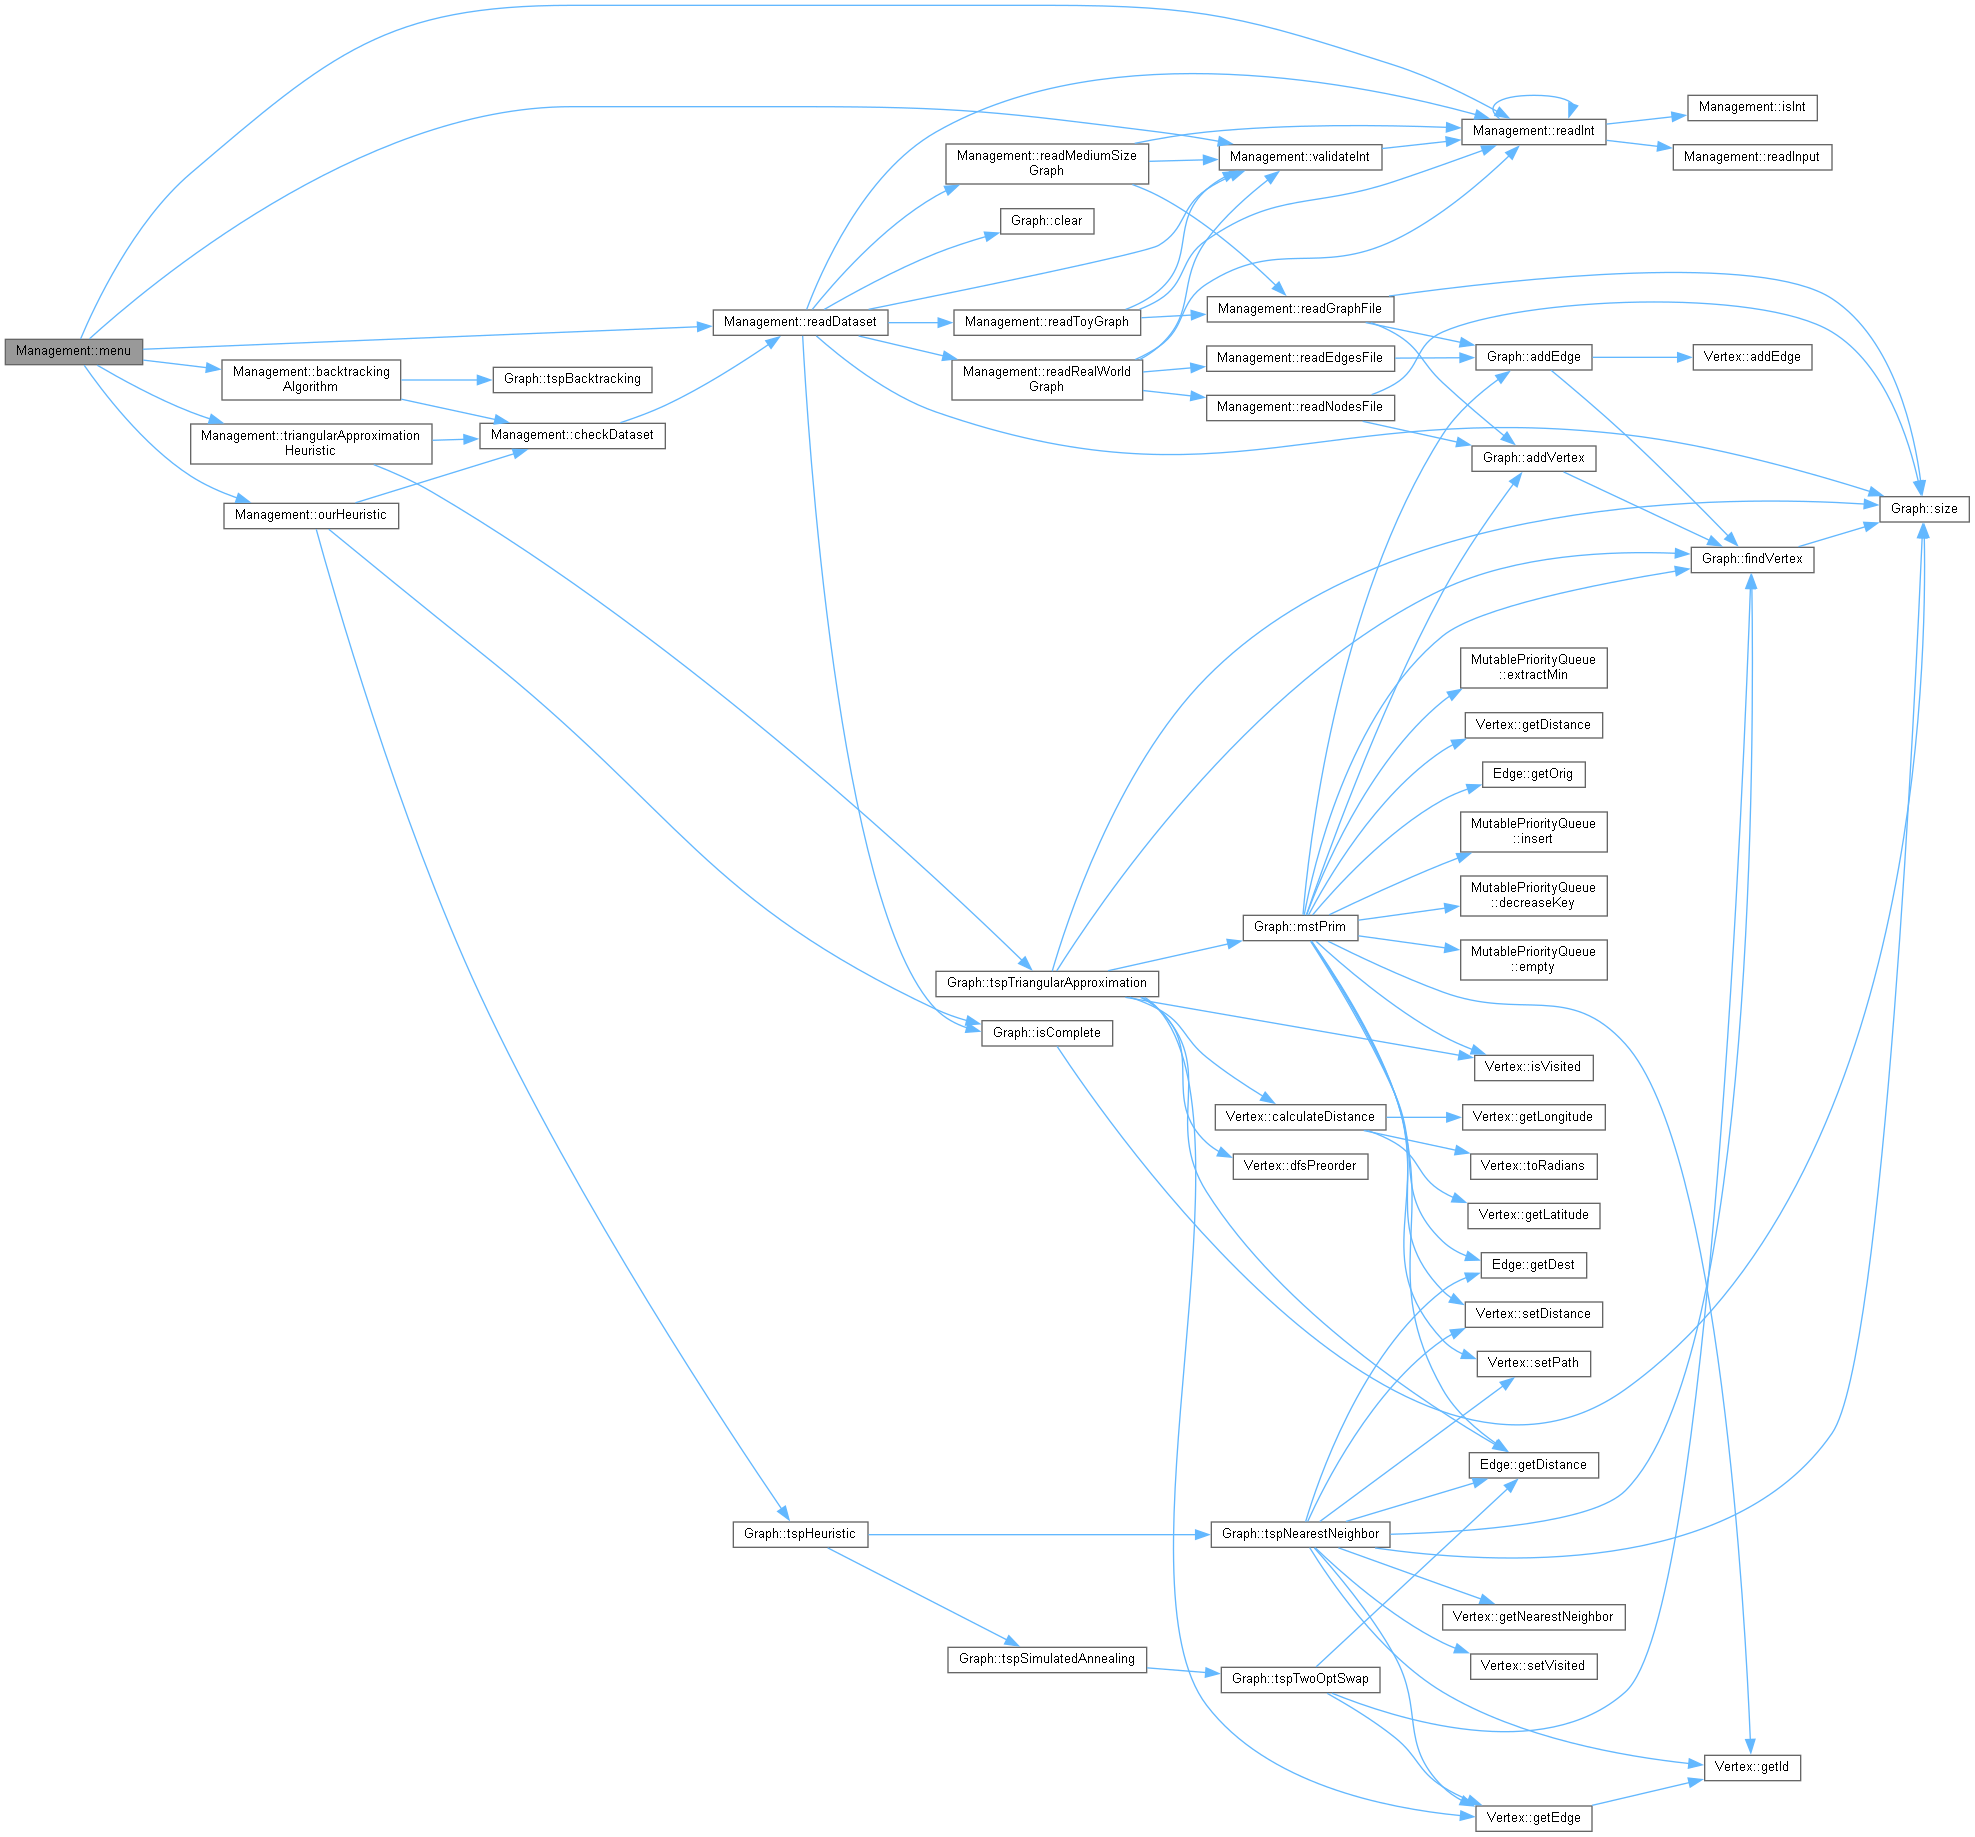 Management::menu
Management::backtracking
Algorithm
Management::triangularApproximation
Heuristic
Management::ourHeuristic
Graph::tspBacktracking
Management::checkDataset
Management::readDataset
Graph::tspHeuristic
Management::readMediumSize
Graph
Graph::clear
Management::readToyGraph
Management::readRealWorld
Graph
Graph::tspTriangularApproximation
Graph::isComplete
Graph::tspSimulatedAnnealing
Management::validateInt
Management::readGraphFile
Management::readEdgesFile
Management::readNodesFile
Graph::mstPrim
Vertex::calculateDistance
Vertex::dfsPreorder
Graph::tspNearestNeighbor
Graph::tspTwoOptSwap
Management::readInt
Graph::addEdge
Graph::addVertex
MutablePriorityQueue
::extractMin
Vertex::getDistance
Edge::getOrig
MutablePriorityQueue
::insert
MutablePriorityQueue
::decreaseKey
MutablePriorityQueue
::empty
Vertex::isVisited
Vertex::getLongitude
Vertex::toRadians
Vertex::getLatitude
Edge::getDest
Vertex::setDistance
Vertex::setPath
Edge::getDistance
Vertex::getNearestNeighbor
Vertex::setVisited
Vertex::getEdge
Management::isInt
Management::readInput
Vertex::addEdge
Graph::findVertex
Vertex::getId
Graph::size